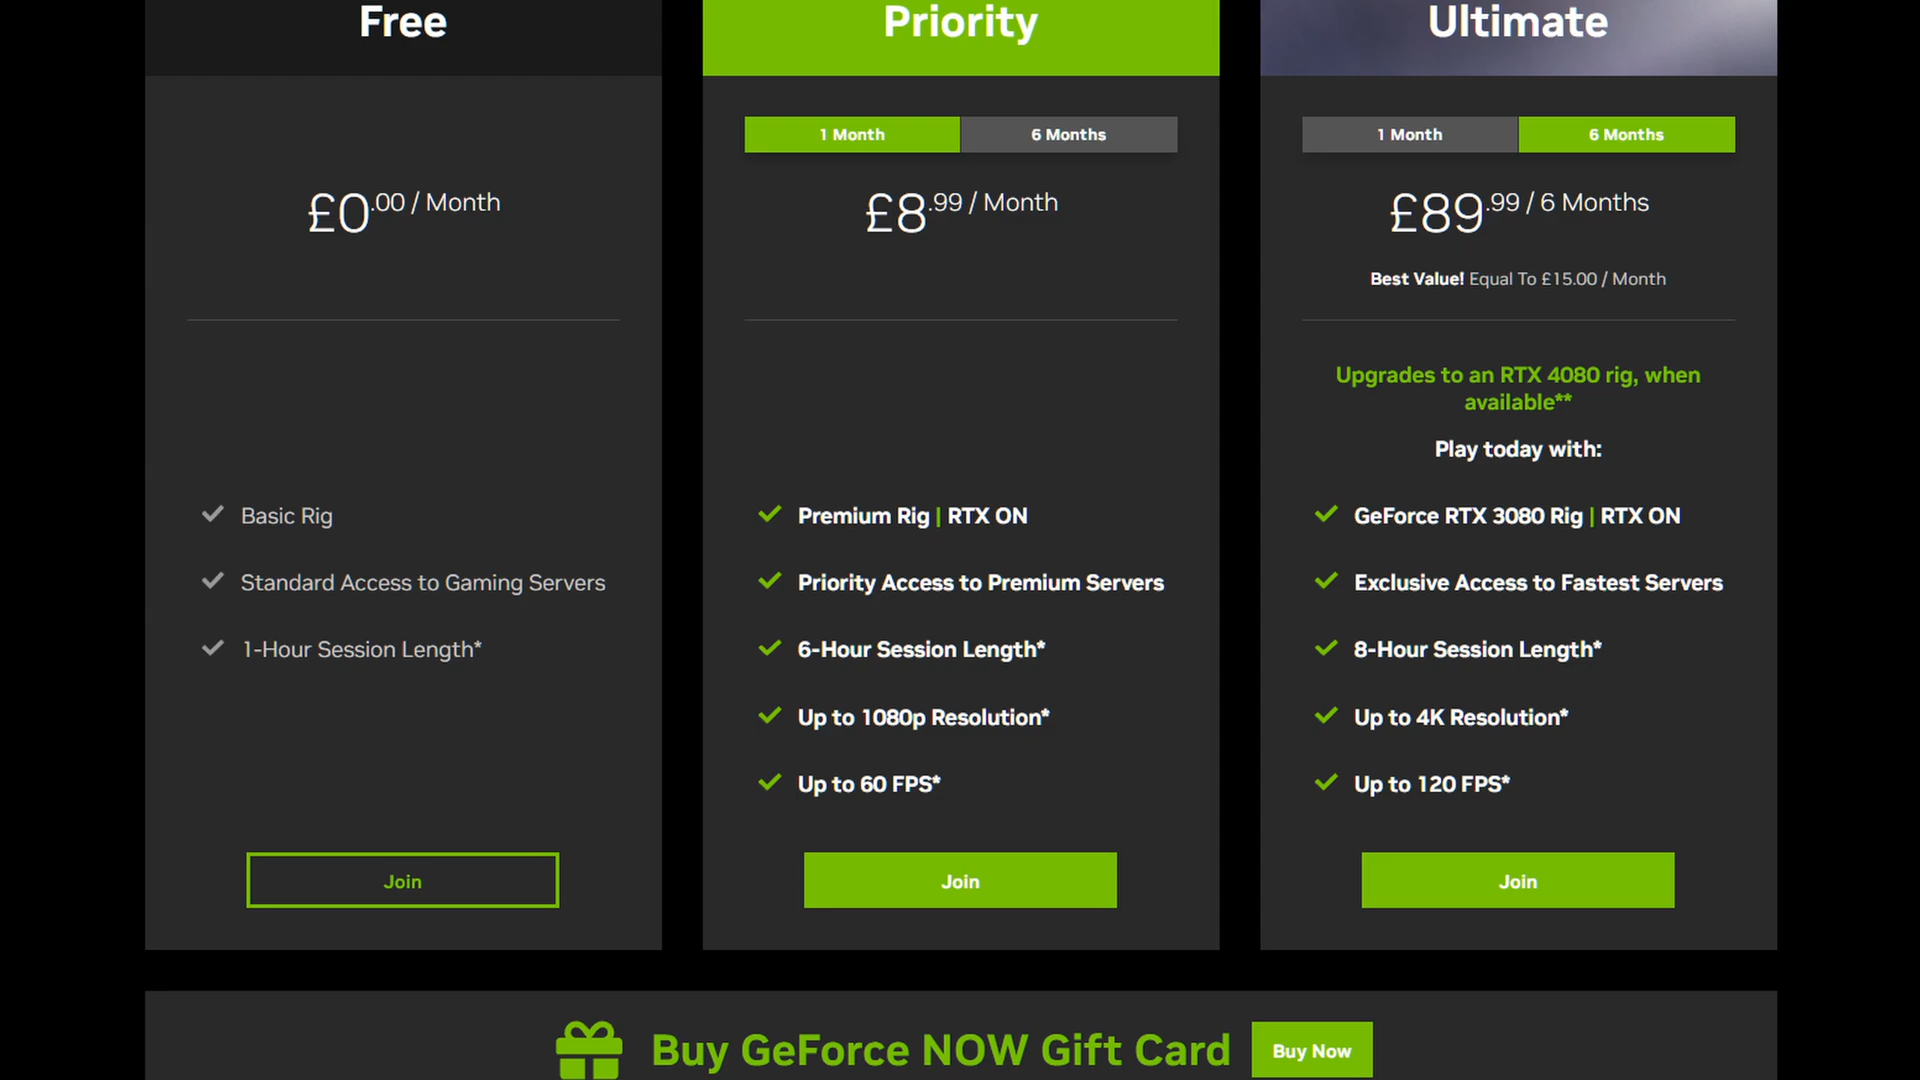 Free
£0.00 / Month
Basic Rig
Standard Access to Gaming Servers
1-Hour Session Length*
Join
Priority
1 Month
6 Months
£8.99 / Month
Premium Rig | RTX ON
Priority Access to Premium Servers
6-Hour Session Length*
Up to 1080p Resolution*
Up to 60 FPS*
Join
Ultimate
1 Month
6 Months
£89.99 / 6 Months
Best Value! Equal To £15.00 / Month
Upgrades to an RTX 4080 rig, when
available**
Play today with:
GeForce RTX 3080 Rig | RTX ON
Exclusive Access to Fastest Servers
8-Hour Session Length*
Up to 4K Resolution*
Up to 120 FPS*
Join
Buy GeForce NOW Gift Card
Buy Now